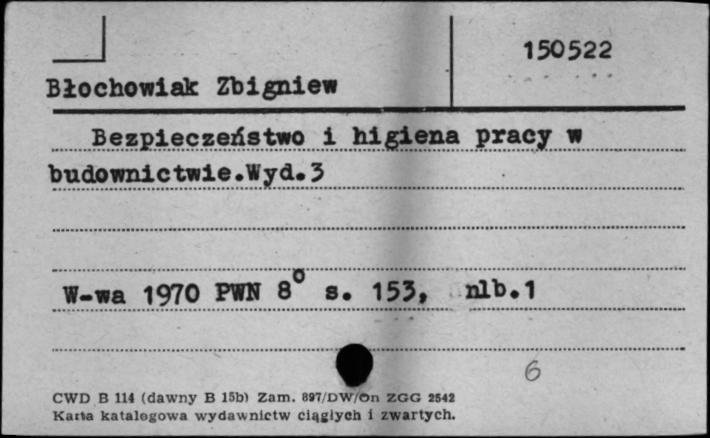 150522
Błochowiak Zbigniew
Bezpieczeństwo i higiena pracy w
budownictwie.Wyd.3
W-wa 1970 PWN 8° s. 153, nlb.1
6
CWD B 114 (dawny B 15b) Zam. 897/DW/On ZGG 2542
Karta katalogowa wydawnictw ciągłych i zwartych.